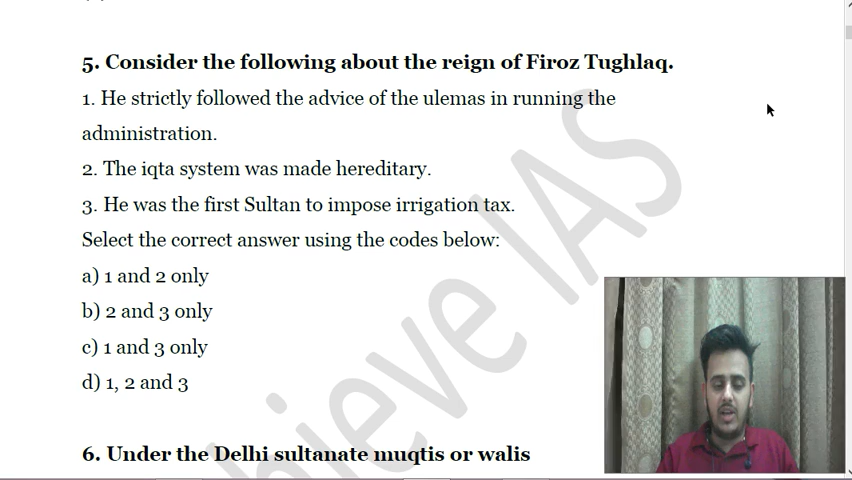 5. Consider the following about the reign of Firoz Tughlaq.
1. He strictly followed the advice of the ulemas in running the
administration.
2. The iqta system was made hereditary.
3. He was the first Sultan to impose irrigation tax.
Select the correct answer using the codes below:
a) 1 and 2 only
b) 2 and 3 only
c) 1 and 3 only
d) 1, 2 and 3
6. Under the Delhi sultanate muqtis or walis
hieve IAS